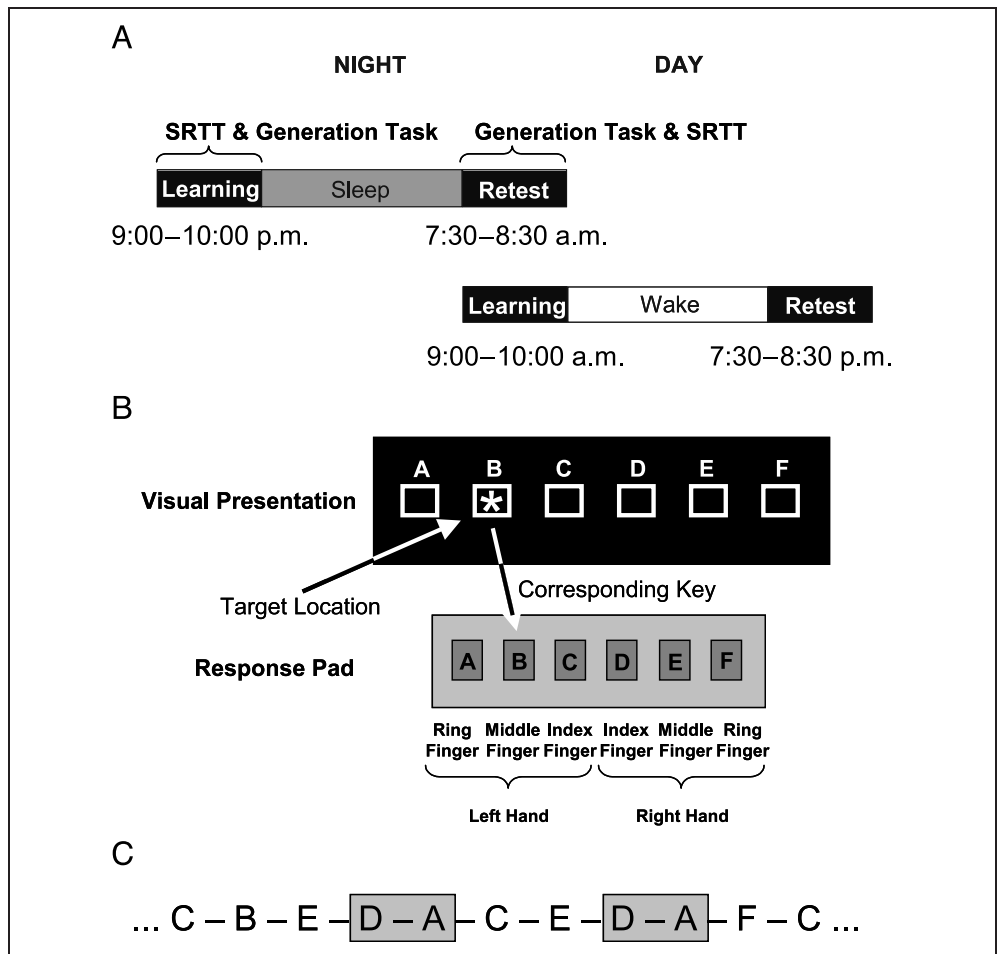 A
NIGHT DAY
SRTT & Generation Task Generation Task & SRTT
Learning Sleep Retest
9:00–10:00 p.m. 7:30–8:30 a.m.
Learning Wake Retest
9:00–10:00 a.m. 7:30–8:30 p.m.
B
A B C D E F
Visual Presentation *
Corresponding Key
Target Location
Response Pad A B C D E F
Ring Middle Index Index Middle Ring
Finger Finger Finger Finger Finger Finger
Left Hand Right Hand
C
... C – B – E – D – A – C – E – D – A – F – C ...